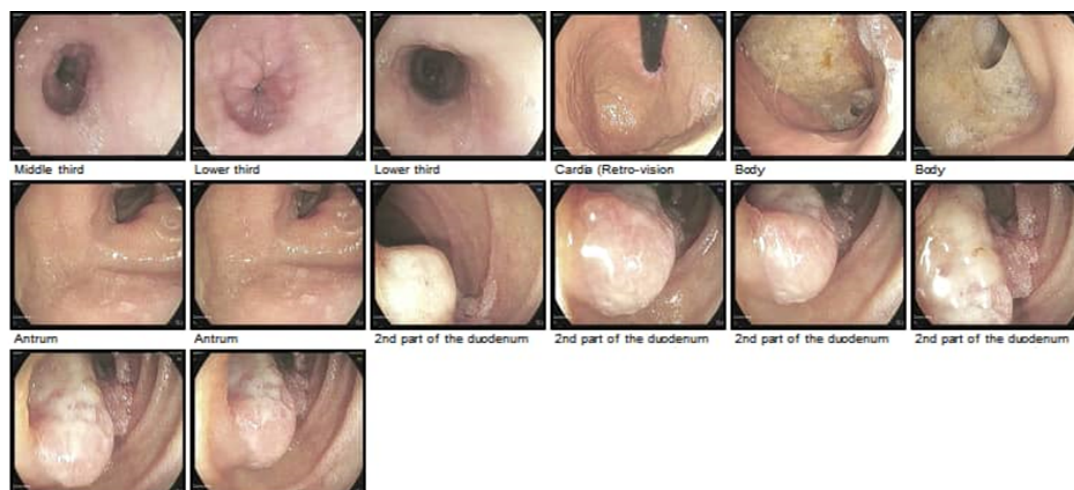 Middle third
Lower third
Lower third
Cardia (Retro-vision
Body
Body
Antrum
Antrum
2nd part of the duodenum
2nd part of the duodenum
2nd part of the duodenum
2nd part of the duodenum